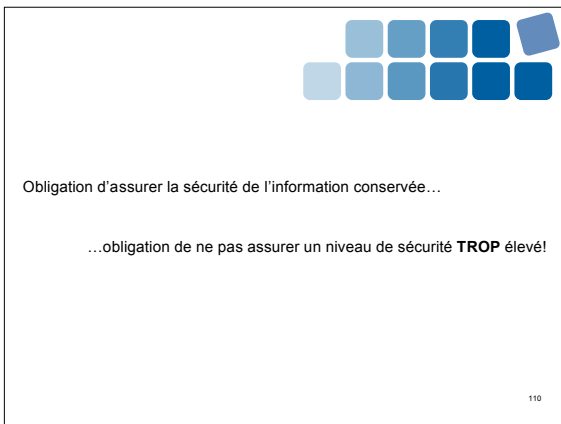 Obligation d’assurer la sécurité de l’information conservée…
…obligation de ne pas assurer un niveau de sécurité TROP élevé!
110